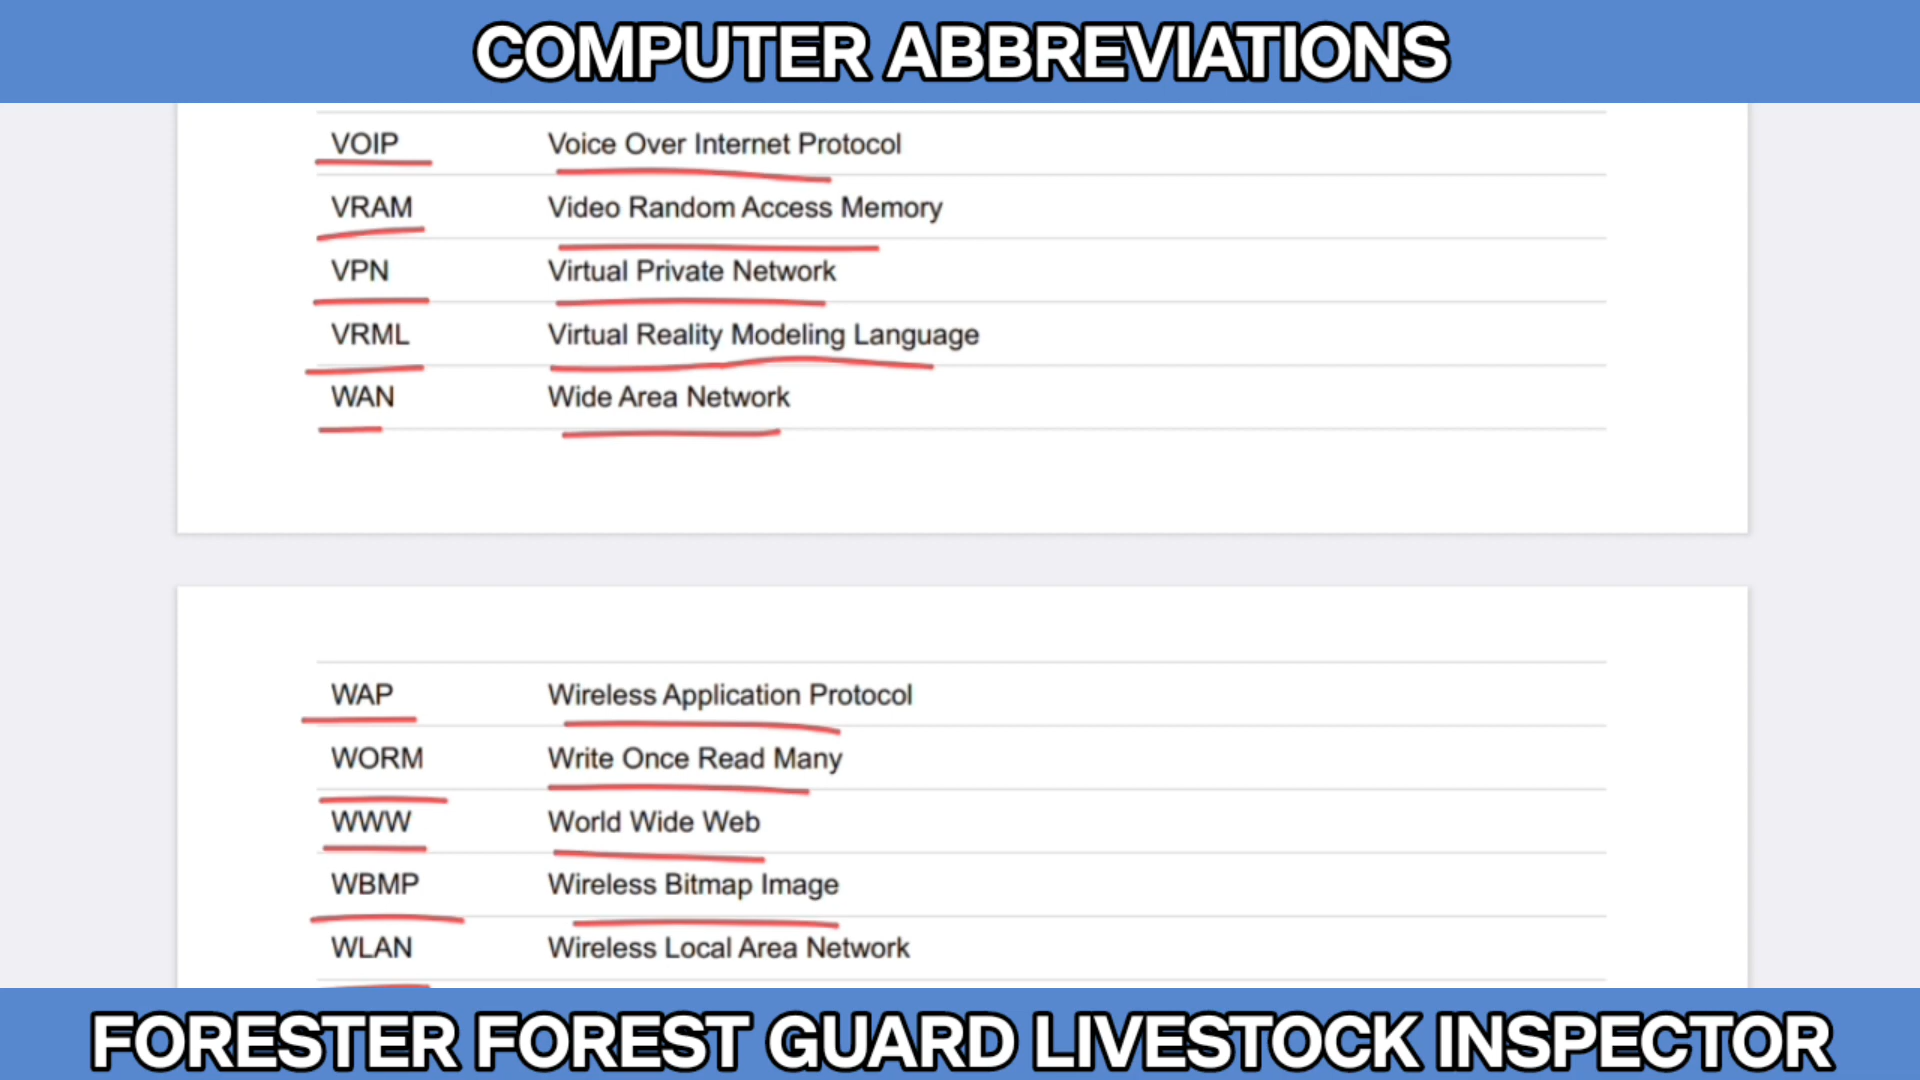 COMPUTER ABBREVIATIONS
VOIP Voice Over Internet Protocol
VRAM Video Random Access Memory
VPN Virtual Private Network
VRML Virtual Reality Modeling Language
WAN Wide Area Network
WAP Wireless Application Protocol
WORM Write Once Read Many
WWW World Wide Web
WBMP Wireless Bitmap Image
WLAN Wireless Local Area Network
FORESTER FOREST GUARD LIVESTOCK INSPECTOR